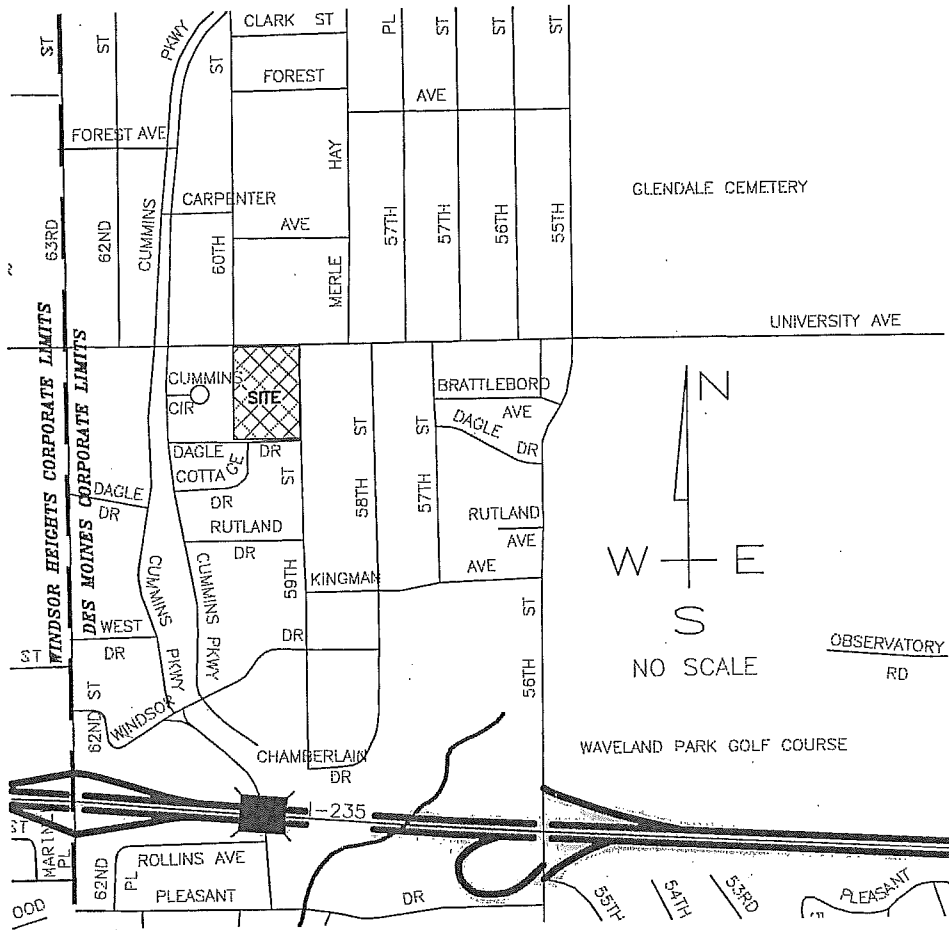 CLARK ST
PL
ST
ST
ST
ST
ST
PKWY
ST
FOREST
AVE
FOREST AVE
HAY
CARPENTER
AVE
GLENDALE CEMETERY
63RD
62ND
CUMMINS
60TH
MERLE
57TH
57TH
56TH
55TH
UNIVERSITY AVE
WINDSOR HEIGHTS CORPORATE LIMITS
DES MOINES CORPORATE LIMITS
CUMMINS
CIR
SITE
BRATTLEBORO
AVE
DAGLE
DR
N
ST
ST
DAGLE DR
COTTAGE
DR
ST
DAGLE
DR
RUTLAND
DR
58TH
57TH
RUTLAND
AVE
W E
S
NO SCALE
CUMMINS
PKWY
CUMMINS PKWY
59TH
KINGMAN
AVE
ST
56TH
WEST
DR
DR
ST
OBSERVATORY
RD
62ND ST
WINDSOR
CHAMBERLAIN
DR
WAVELAND PARK GOLF COURSE
I-235
ST
PL
62ND
PL
ROLLINS AVE
PLEASANT
DR
55TH
54TH
53RD
PLEASANT
OOD